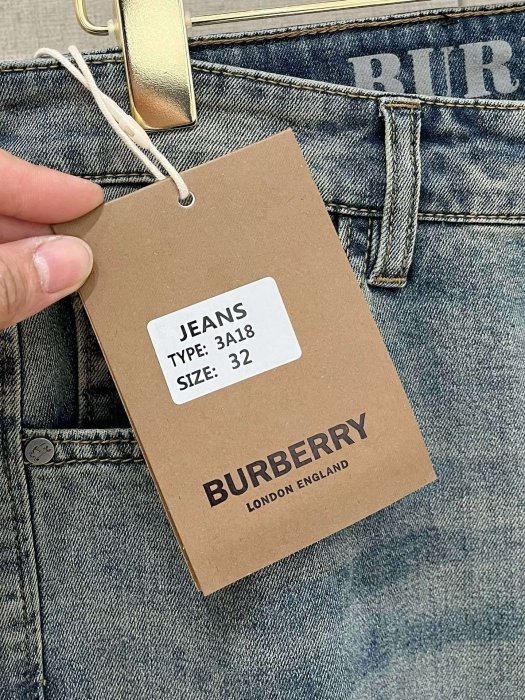 BUR
JEANS
TYPE: 3A18
SIZE: 32
BURBERRY
LONDON ENGLAND